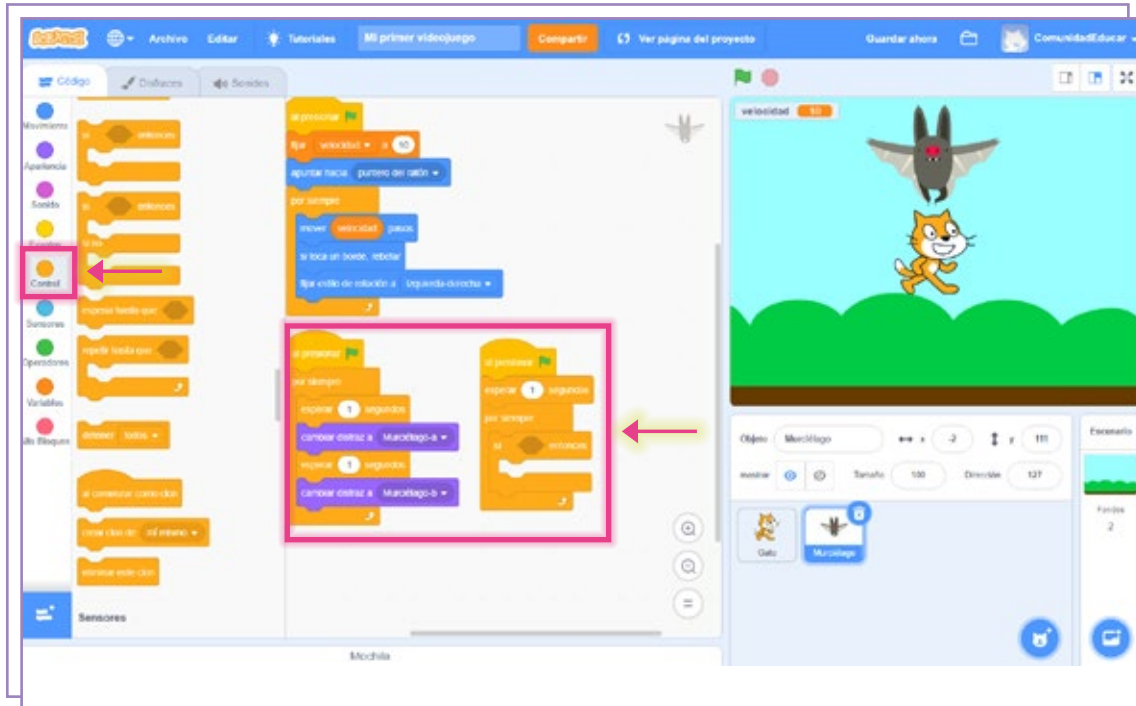 SCRATCH Archivo Editar Tutoriales Mi primer videojuego Compartir Ver página del proyecto Guardar ahora ComunidadEducar
Código Disfraces Sonidos
Movimiento
Apariencia
Sonido
Eventos
Control
Sensores
Operadores
Variables
Mis Bloques
si entonces
si entonces
si no
esperar hasta que
repetir hasta que
detener todos
al comenzar como clon
crear clon de mí mismo
eliminar este clon
Sensores
al presionar
fijar velocidad a 10
apuntar hacia puntero del ratón
por siempre
mover velocidad pasos
si toca un borde, rebotar
fijar estilo de rotación a izquierda-derecha
al presionar
por siempre
esperar 1 segundos
cambiar disfraz a Murciélago-a
esperar 1 segundos
cambiar disfraz a Murciélago-b
al presionar
esperar 1 segundos
por siempre
si entonces
Mochila
velocidad 10
Objeto Murciélago x -2 y 111
mostrar Tamaño 100 Dirección 127
Gato
Murciélago
Escenario
Fondos
2